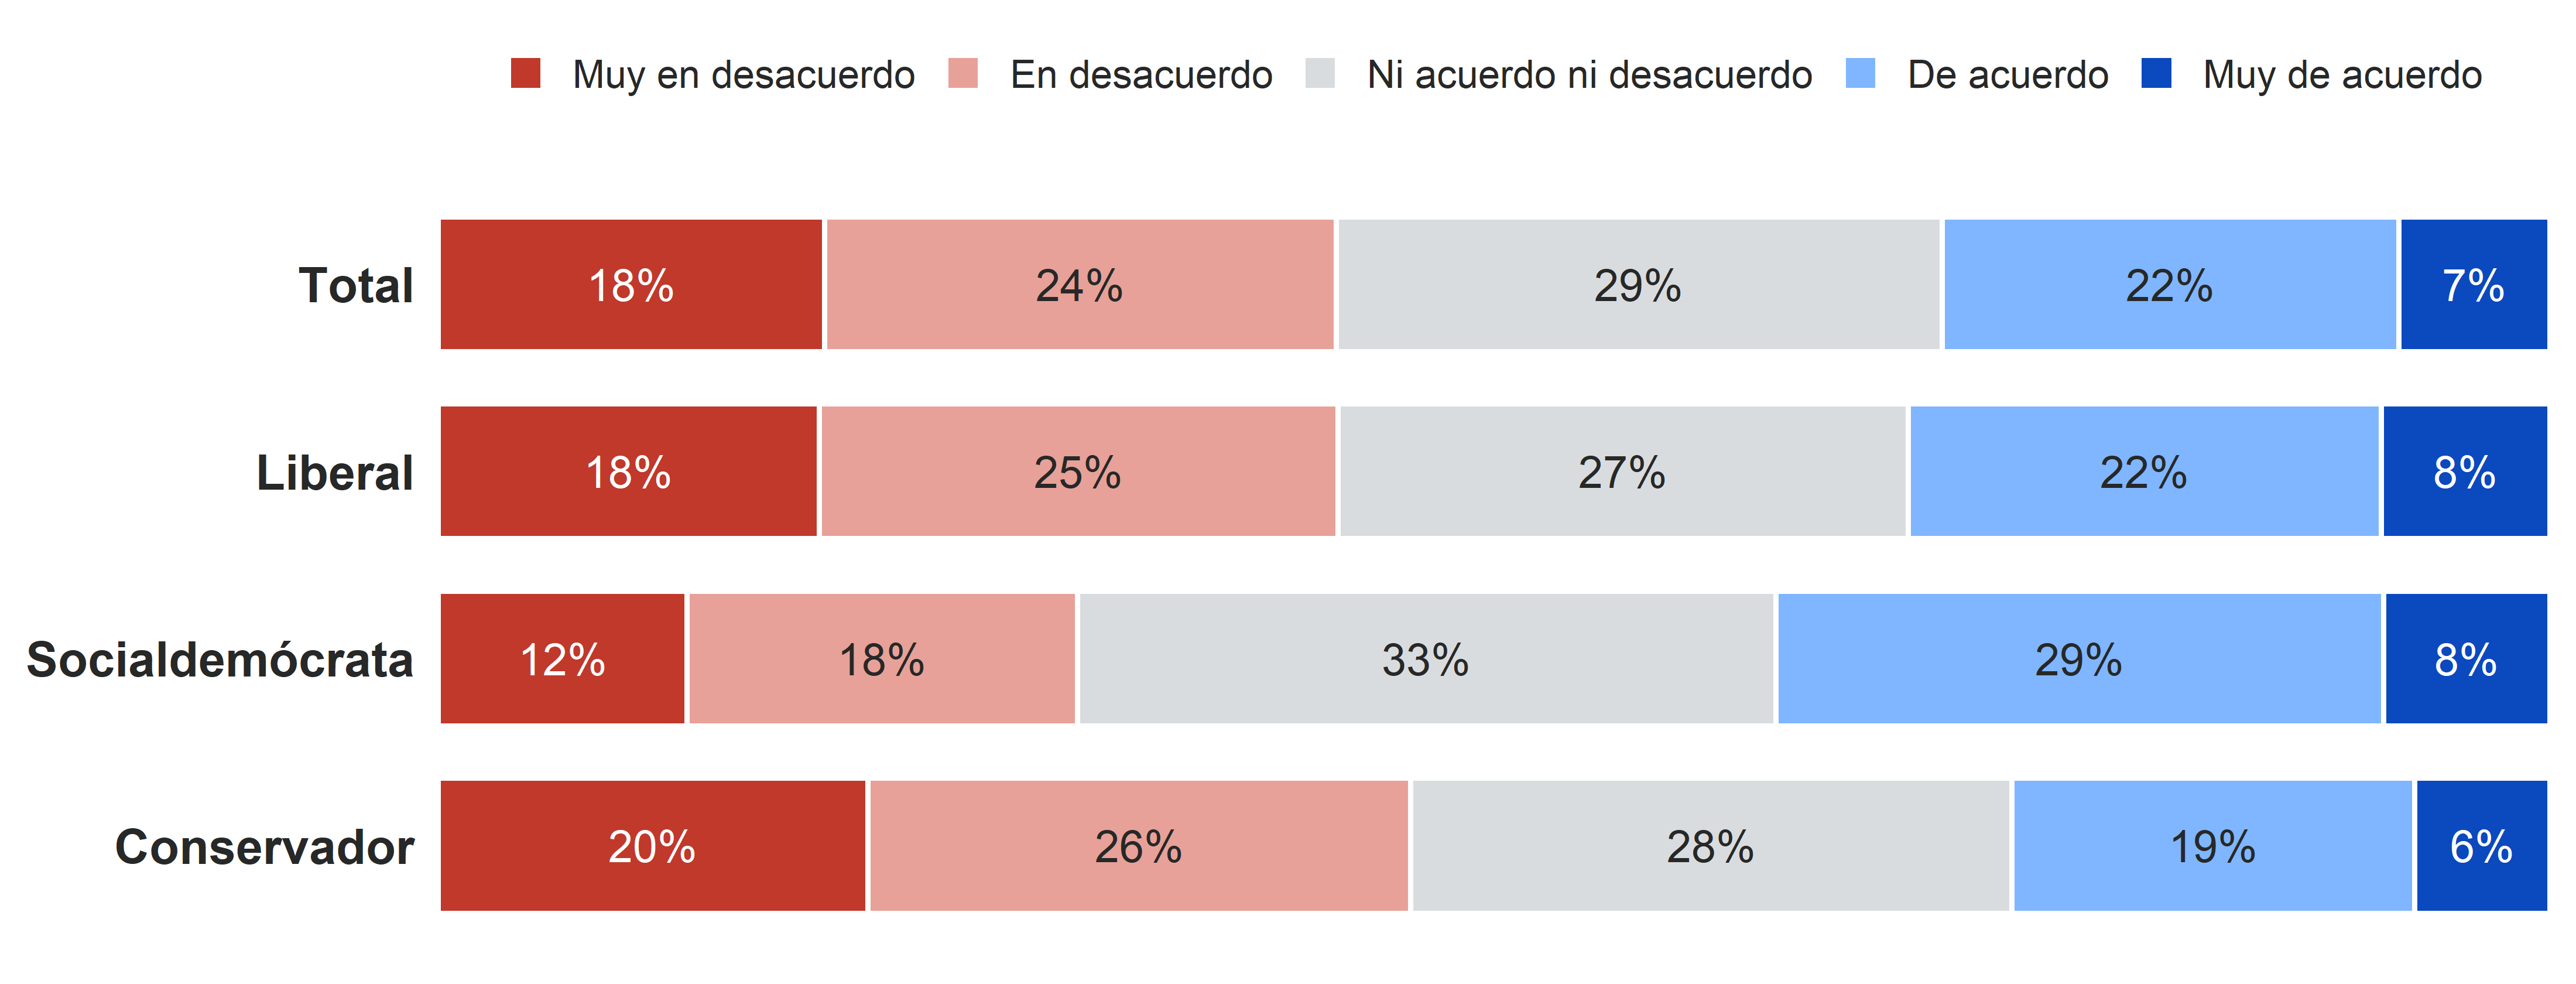 Muy en desacuerdo En desacuerdo Ni acuerdo ni desacuerdo De acuerdo Muy de acuerdo
Total 18% 24% 29% 22% 7%
Liberal 18% 25% 27% 22% 8%
Socialdemócrata 12% 18% 33% 29% 8%
Conservador 20% 26% 28% 19% 6%